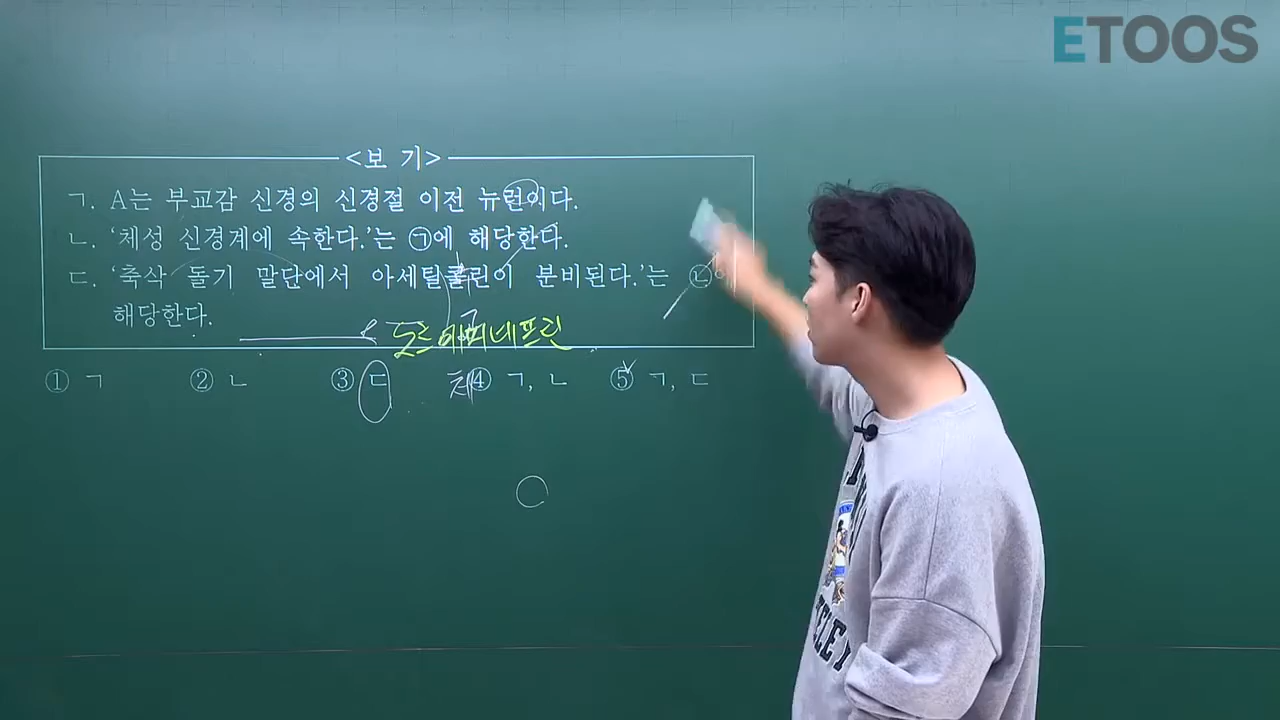 ETOOS
<보 기>
ㄱ. A는 부교감 신경의 신경절 이전 뉴런이다.
ㄴ. ‘체성 신경계에 속한다.’는 ㉠에 해당한다.
ㄷ. ‘축삭 돌기 말단에서 아세틸콜린이 분비된다.’는 ㉡에
해당한다.
노르에피네프린
① ㄱ ② ㄴ ③ ㄷ ④ ㄱ, ㄴ ⑤ ㄱ, ㄷ